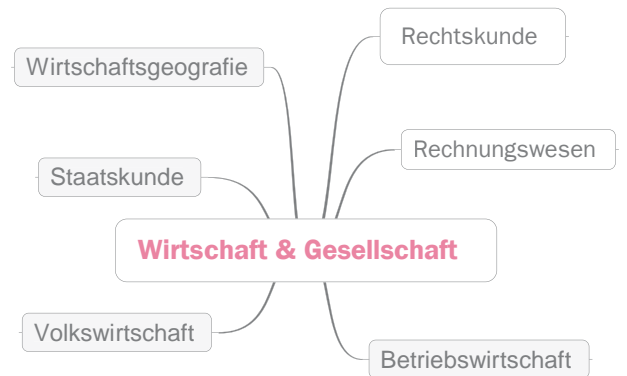 Rechtskunde
Wirtschaftsgeografie
Rechnungswesen
Staatskunde
Wirtschaft & Gesellschaft
Volkswirtschaft
Betriebswirtschaft